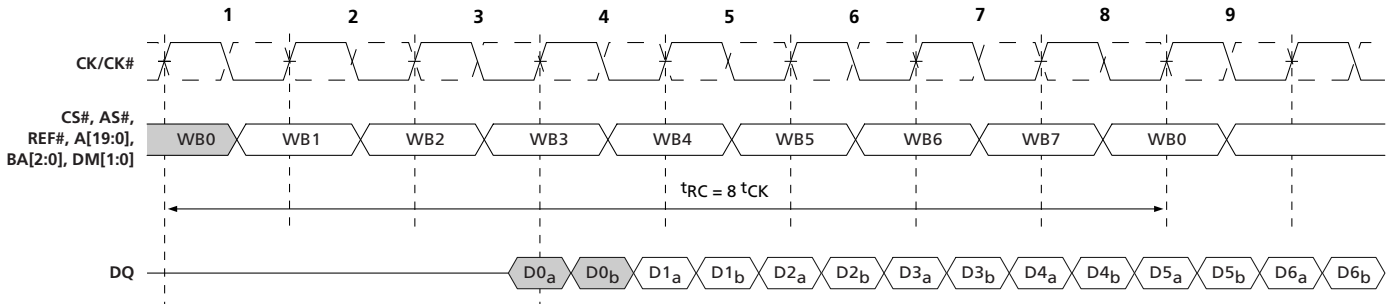 1 2 3 4 5 6 7 8 9
CK/CK#
CS#, AS#,
REF#, A[19:0],
BA[2:0], DM[1:0]
WB0 WB1 WB2 WB3 WB4 WB5 WB6 WB7 WB0
tRC = 8 tCK
DQ
D0a D0b D1a D1b D2a D2b D3a D3b D4a D4b D5a D5b D6a D6b